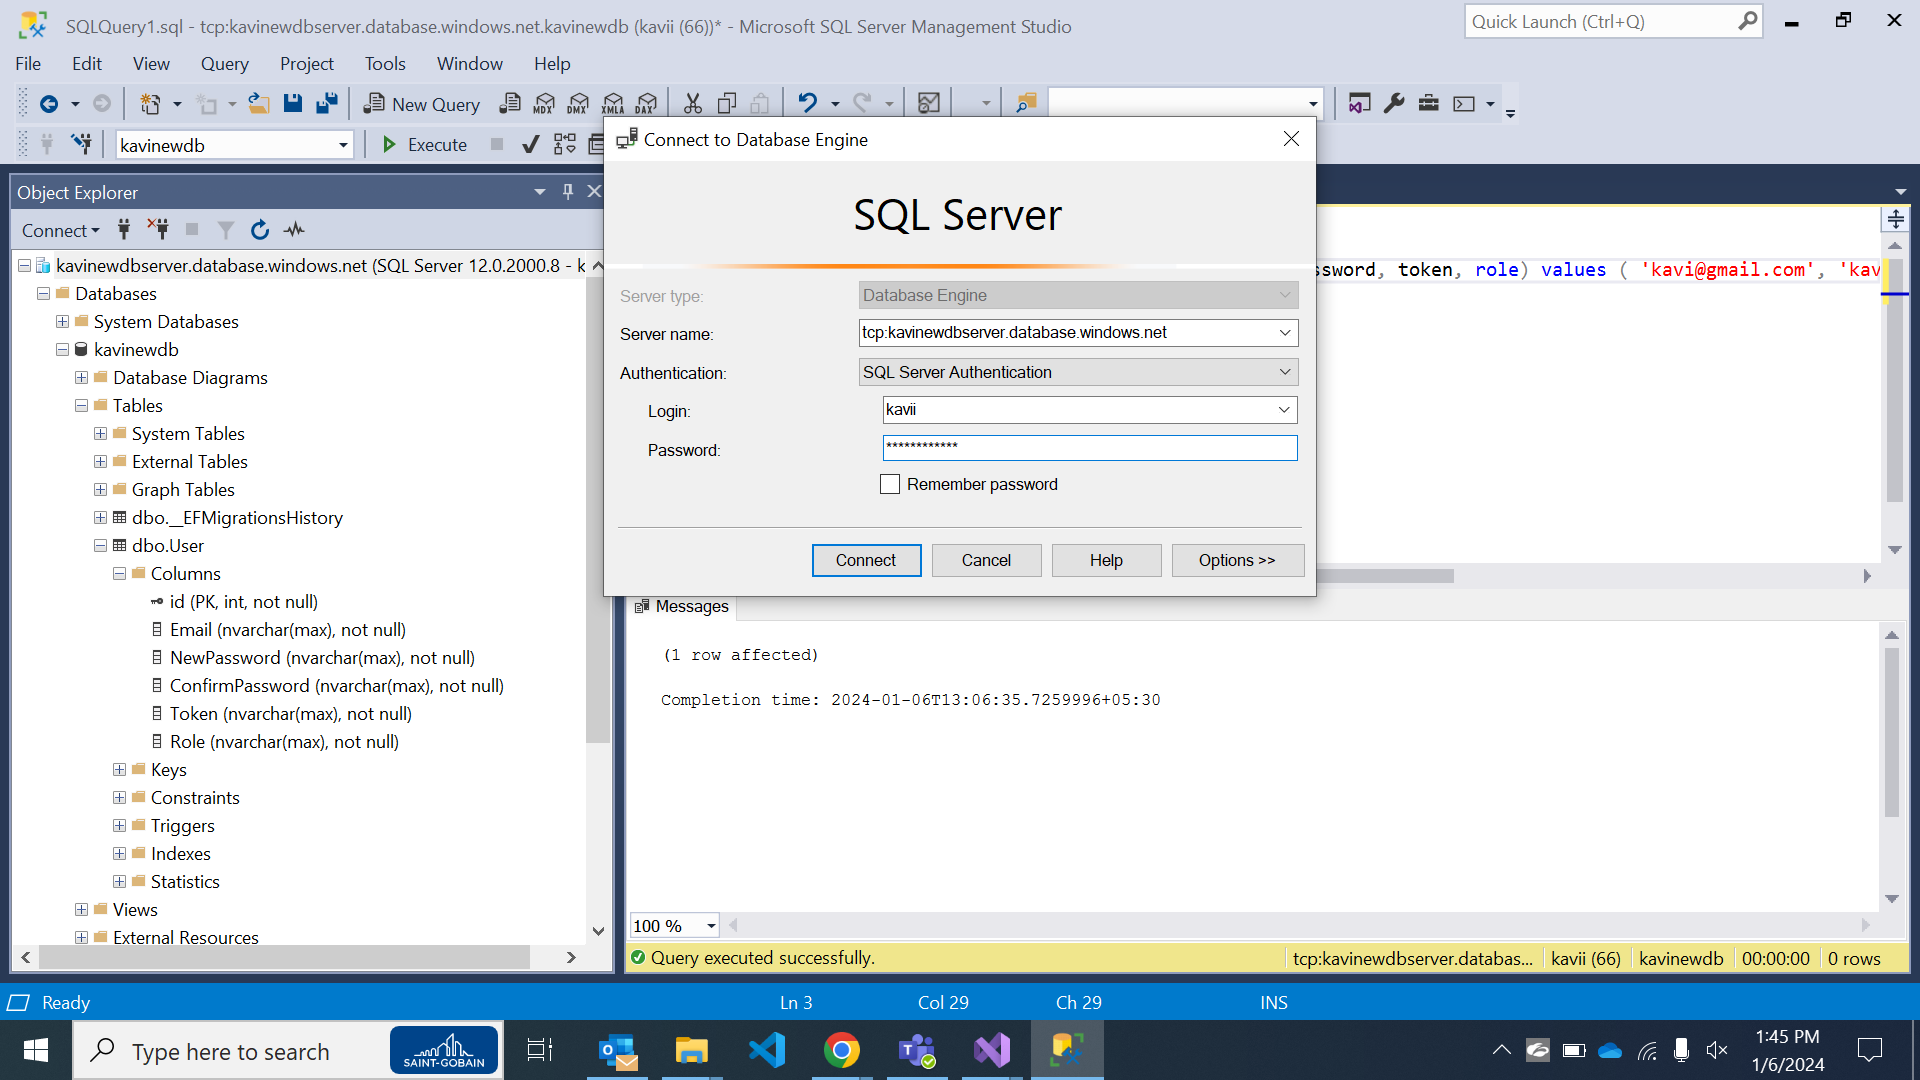 SQLQuery1.sql - tcp:kavinewdbserver.database.windows.net.kavinewdb (kavii (66))* - Microsoft SQL Server Management Studio
Quick Launch (Ctrl+Q)
File Edit View Query Project Tools Window Help
New Query MDX DMX XMLA DAX
kavinewdb Execute
Object Explorer
Connect
kavinewdbserver.database.windows.net (SQL Server 12.0.2000.8 - k
Databases
System Databases
kavinewdb
Database Diagrams
Tables
System Tables
External Tables
Graph Tables
dbo.__EFMigrationsHistory
dbo.User
Columns
id (PK, int, not null)
Email (nvarchar(max), not null)
NewPassword (nvarchar(max), not null)
ConfirmPassword (nvarchar(max), not null)
Token (nvarchar(max), not null)
Role (nvarchar(max), not null)
Keys
Constraints
Triggers
Indexes
Statistics
Views
External Resources
Connect to Database Engine
SQL Server
Server type: Database Engine
Server name: tcp:kavinewdbserver.database.windows.net
Authentication: SQL Server Authentication
Login: kavii
Password: ************
Remember password
Connect Cancel Help Options >>
ssword, token, role) values ( 'kavi@gmail.com', 'kav
Messages
(1 row affected)
Completion time: 2024-01-06T13:06:35.7259996+05:30
100 %
Query executed successfully.
tcp:kavinewdbserver.databas... kavii (66) kavinewdb 00:00:00 0 rows
Ready Ln 3 Col 29 Ch 29 INS
Type here to search
SAINT-GOBAIN
1:45 PM
1/6/2024